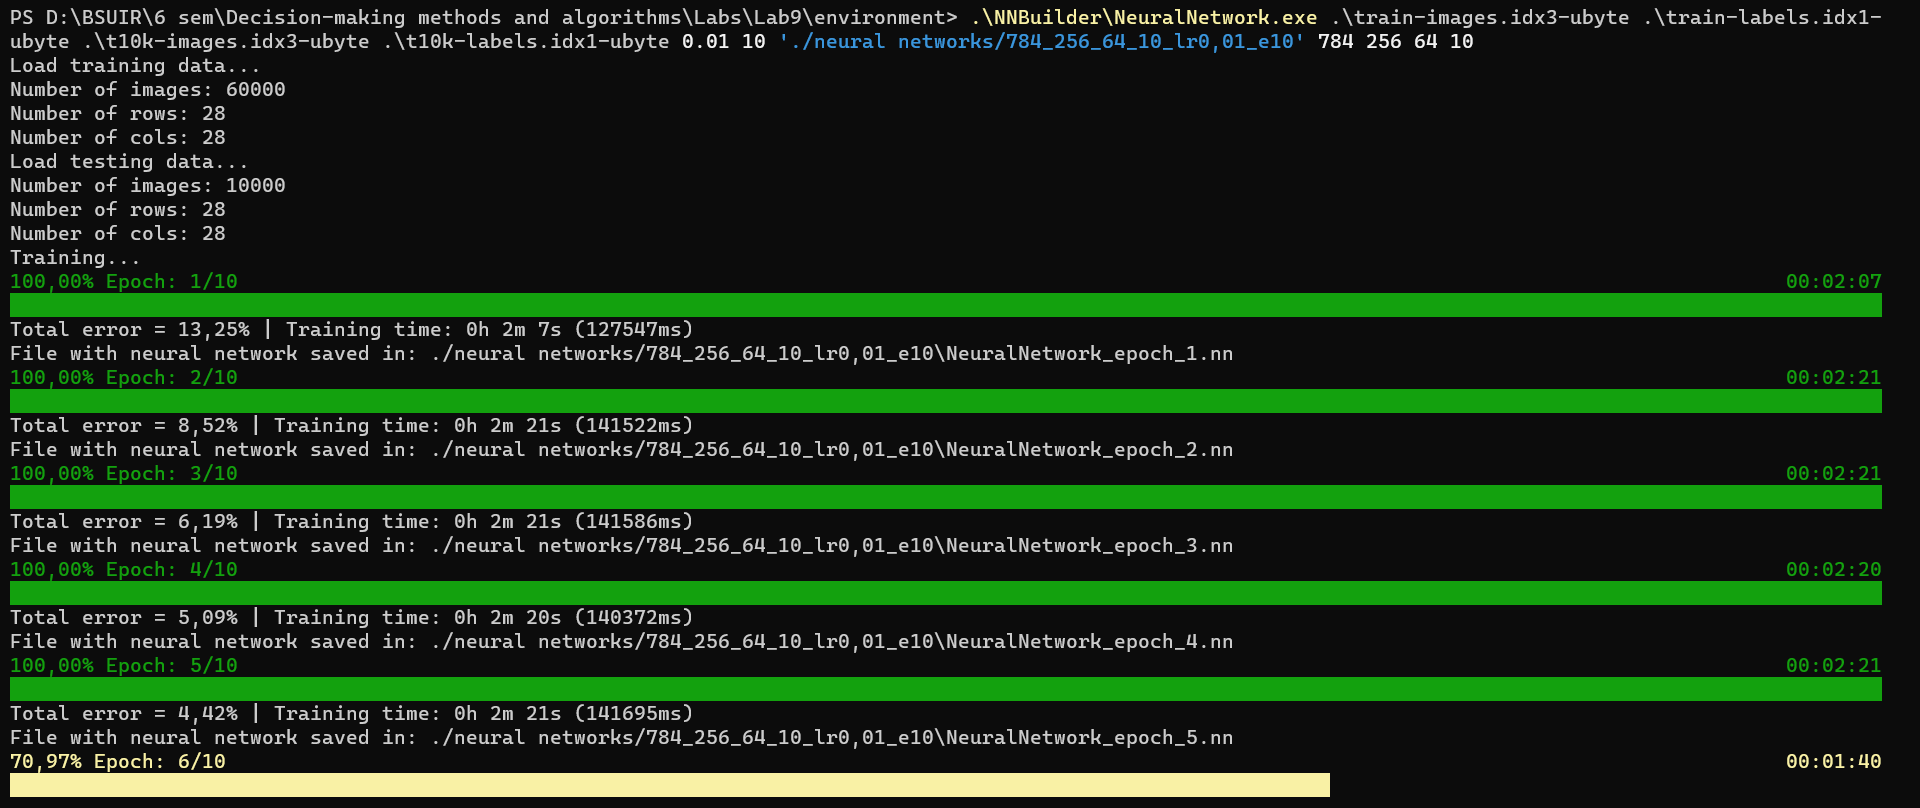 PS D:\BSUIR\6 sem\Decision-making methods and algorithms\Labs\Lab9\environment> .\NNBuilder\NeuralNetwork.exe .\train-images.idx3-ubyte .\train-labels.idx1-
ubyte .\t10k-images.idx3-ubyte .\t10k-labels.idx1-ubyte 0.01 10 './neural networks/784_256_64_10_lr0,01_e10' 784 256 64 10
Load training data...
Number of images: 60000
Number of rows: 28
Number of cols: 28
Load testing data...
Number of images: 10000
Number of rows: 28
Number of cols: 28
Training...
100,00% Epoch: 1/10 00:02:07
Total error = 13,25% | Training time: 0h 2m 7s (127547ms)
File with neural network saved in: ./neural networks/784_256_64_10_lr0,01_e10\NeuralNetwork_epoch_1.nn
100,00% Epoch: 2/10 00:02:21
Total error = 8,52% | Training time: 0h 2m 21s (141522ms)
File with neural network saved in: ./neural networks/784_256_64_10_lr0,01_e10\NeuralNetwork_epoch_2.nn
100,00% Epoch: 3/10 00:02:21
Total error = 6,19% | Training time: 0h 2m 21s (141586ms)
File with neural network saved in: ./neural networks/784_256_64_10_lr0,01_e10\NeuralNetwork_epoch_3.nn
100,00% Epoch: 4/10 00:02:20
Total error = 5,09% | Training time: 0h 2m 20s (140372ms)
File with neural network saved in: ./neural networks/784_256_64_10_lr0,01_e10\NeuralNetwork_epoch_4.nn
100,00% Epoch: 5/10 00:02:21
Total error = 4,42% | Training time: 0h 2m 21s (141695ms)
File with neural network saved in: ./neural networks/784_256_64_10_lr0,01_e10\NeuralNetwork_epoch_5.nn
70,97% Epoch: 6/10 00:01:40